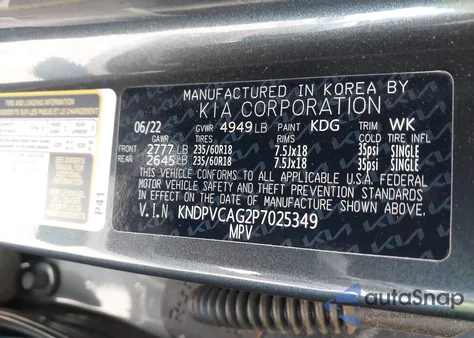 MANUFACTURED IN KOREA BY
KIA CORPORATION
06/22 GVWR 4949LB PAINT KDG TRIM WK
GAWR TIRES RIMS COLD TIRE INFL
FRONT 2777 LB 235/60R18 7.5Jx18 35psi SINGLE
REAR 2645 LB 235/60R18 7.5Jx18 35psi SINGLE
THIS VEHICLE CONFORMS TO ALL APPLICABLE U.S.A. FEDERAL
MOTOR VEHICLE SAFETY AND THEFT PREVENTION STANDARDS
IN EFFECT ON THE DATE OF MANUFACTURE SHOWN ABOVE.
V.I.N KNDPVCAG2P7025349
MPV
P41
autoSnap